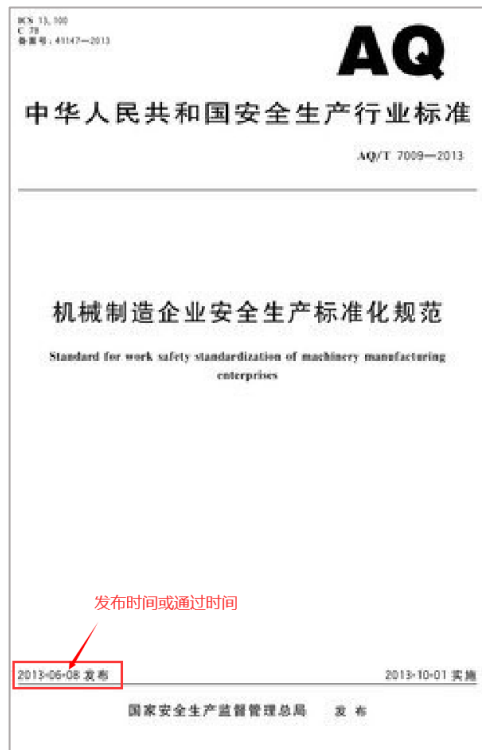 ICS 13.100
C 78
备案号:41147—2013
AQ
中华人民共和国安全生产行业标准
AQ/T 7009—2013
机械制造企业安全生产标准化规范
Standard for work safety standardization of machinery manufacturing
enterprises
发布时间或通过时间
2013-06-08 发布
2013-10-01 实施
国家安全生产监督管理总局 发 布